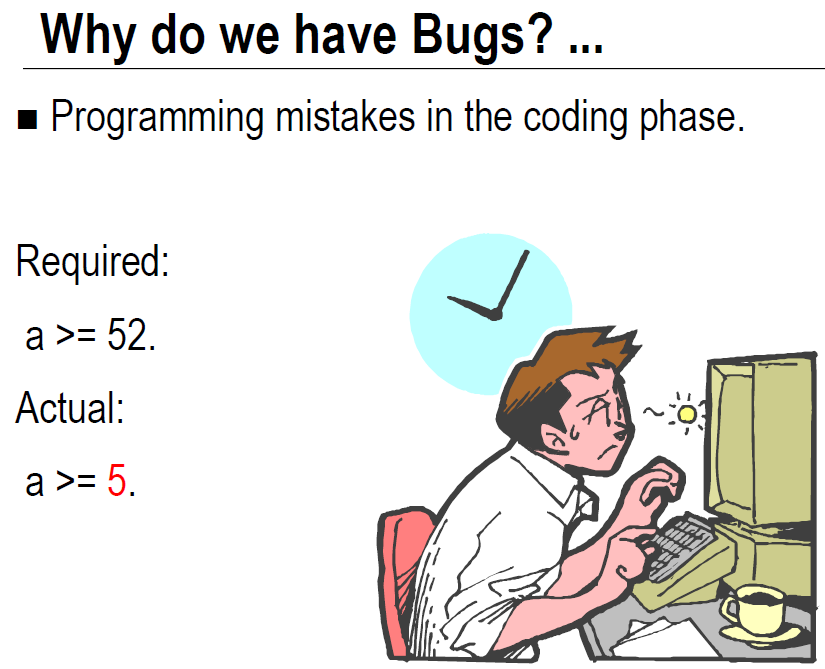 Why do we have Bugs? ...
■ Programming mistakes in the coding phase.
Required:
a >= 52.
Actual:
a >= 5.